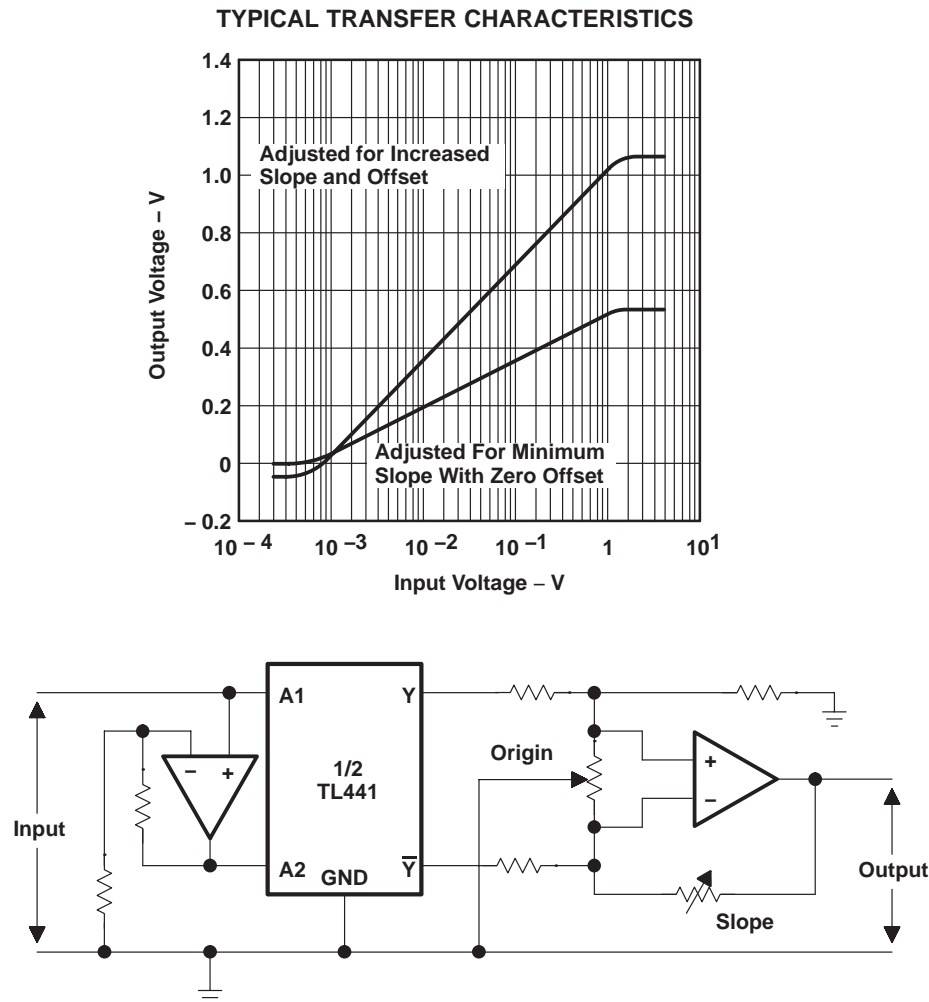 TYPICAL TRANSFER CHARACTERISTICS
1.4
1.2
Adjusted for Increased
Slope and Offset
1.0
0.8
0.6
0.4
0.2
0
– 0.2
Adjusted For Minimum
Slope With Zero Offset
Output Voltage – V
10 – 4
10 –3
10 –2
10 –1
1
10 1
Input Voltage – V
A1
Y
–
+
1/2
TL441
Origin
+
–
Input
A2
GND
Y̅
Output
Slope